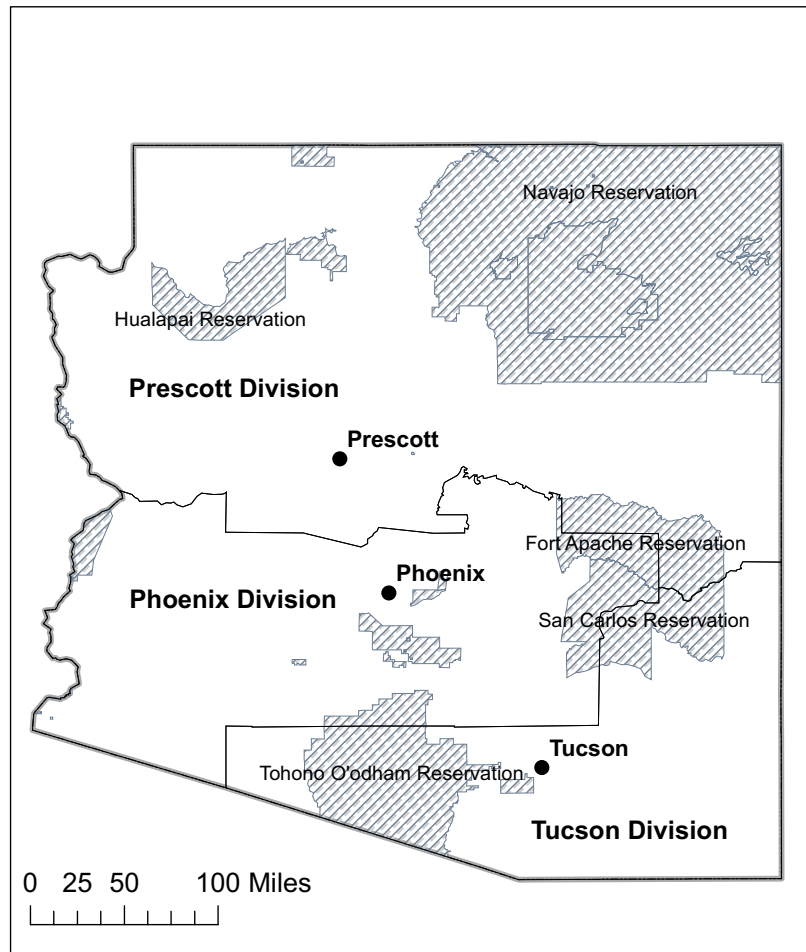 Navajo Reservation
Hualapai Reservation
Prescott Division
Prescott
Fort Apache Reservation
Phoenix
Phoenix Division
San Carlos Reservation
Tucson
Tohono O'odham Reservation
Tucson Division
0 25 50 100 Miles